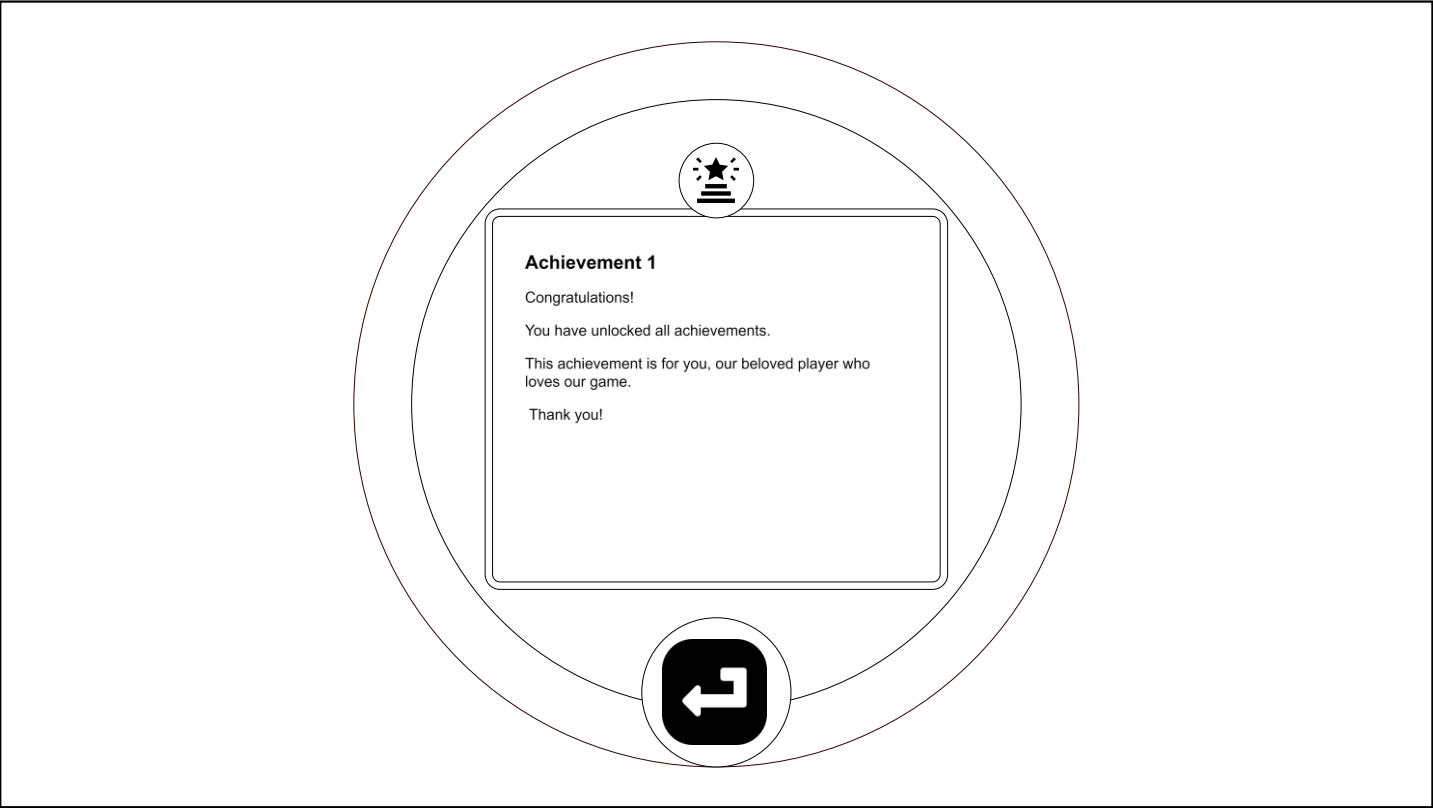 Achievement 1
Congratulations!
You have unlocked all achievements.
This achievement is for you, our beloved player who
loves our game.
Thank you!